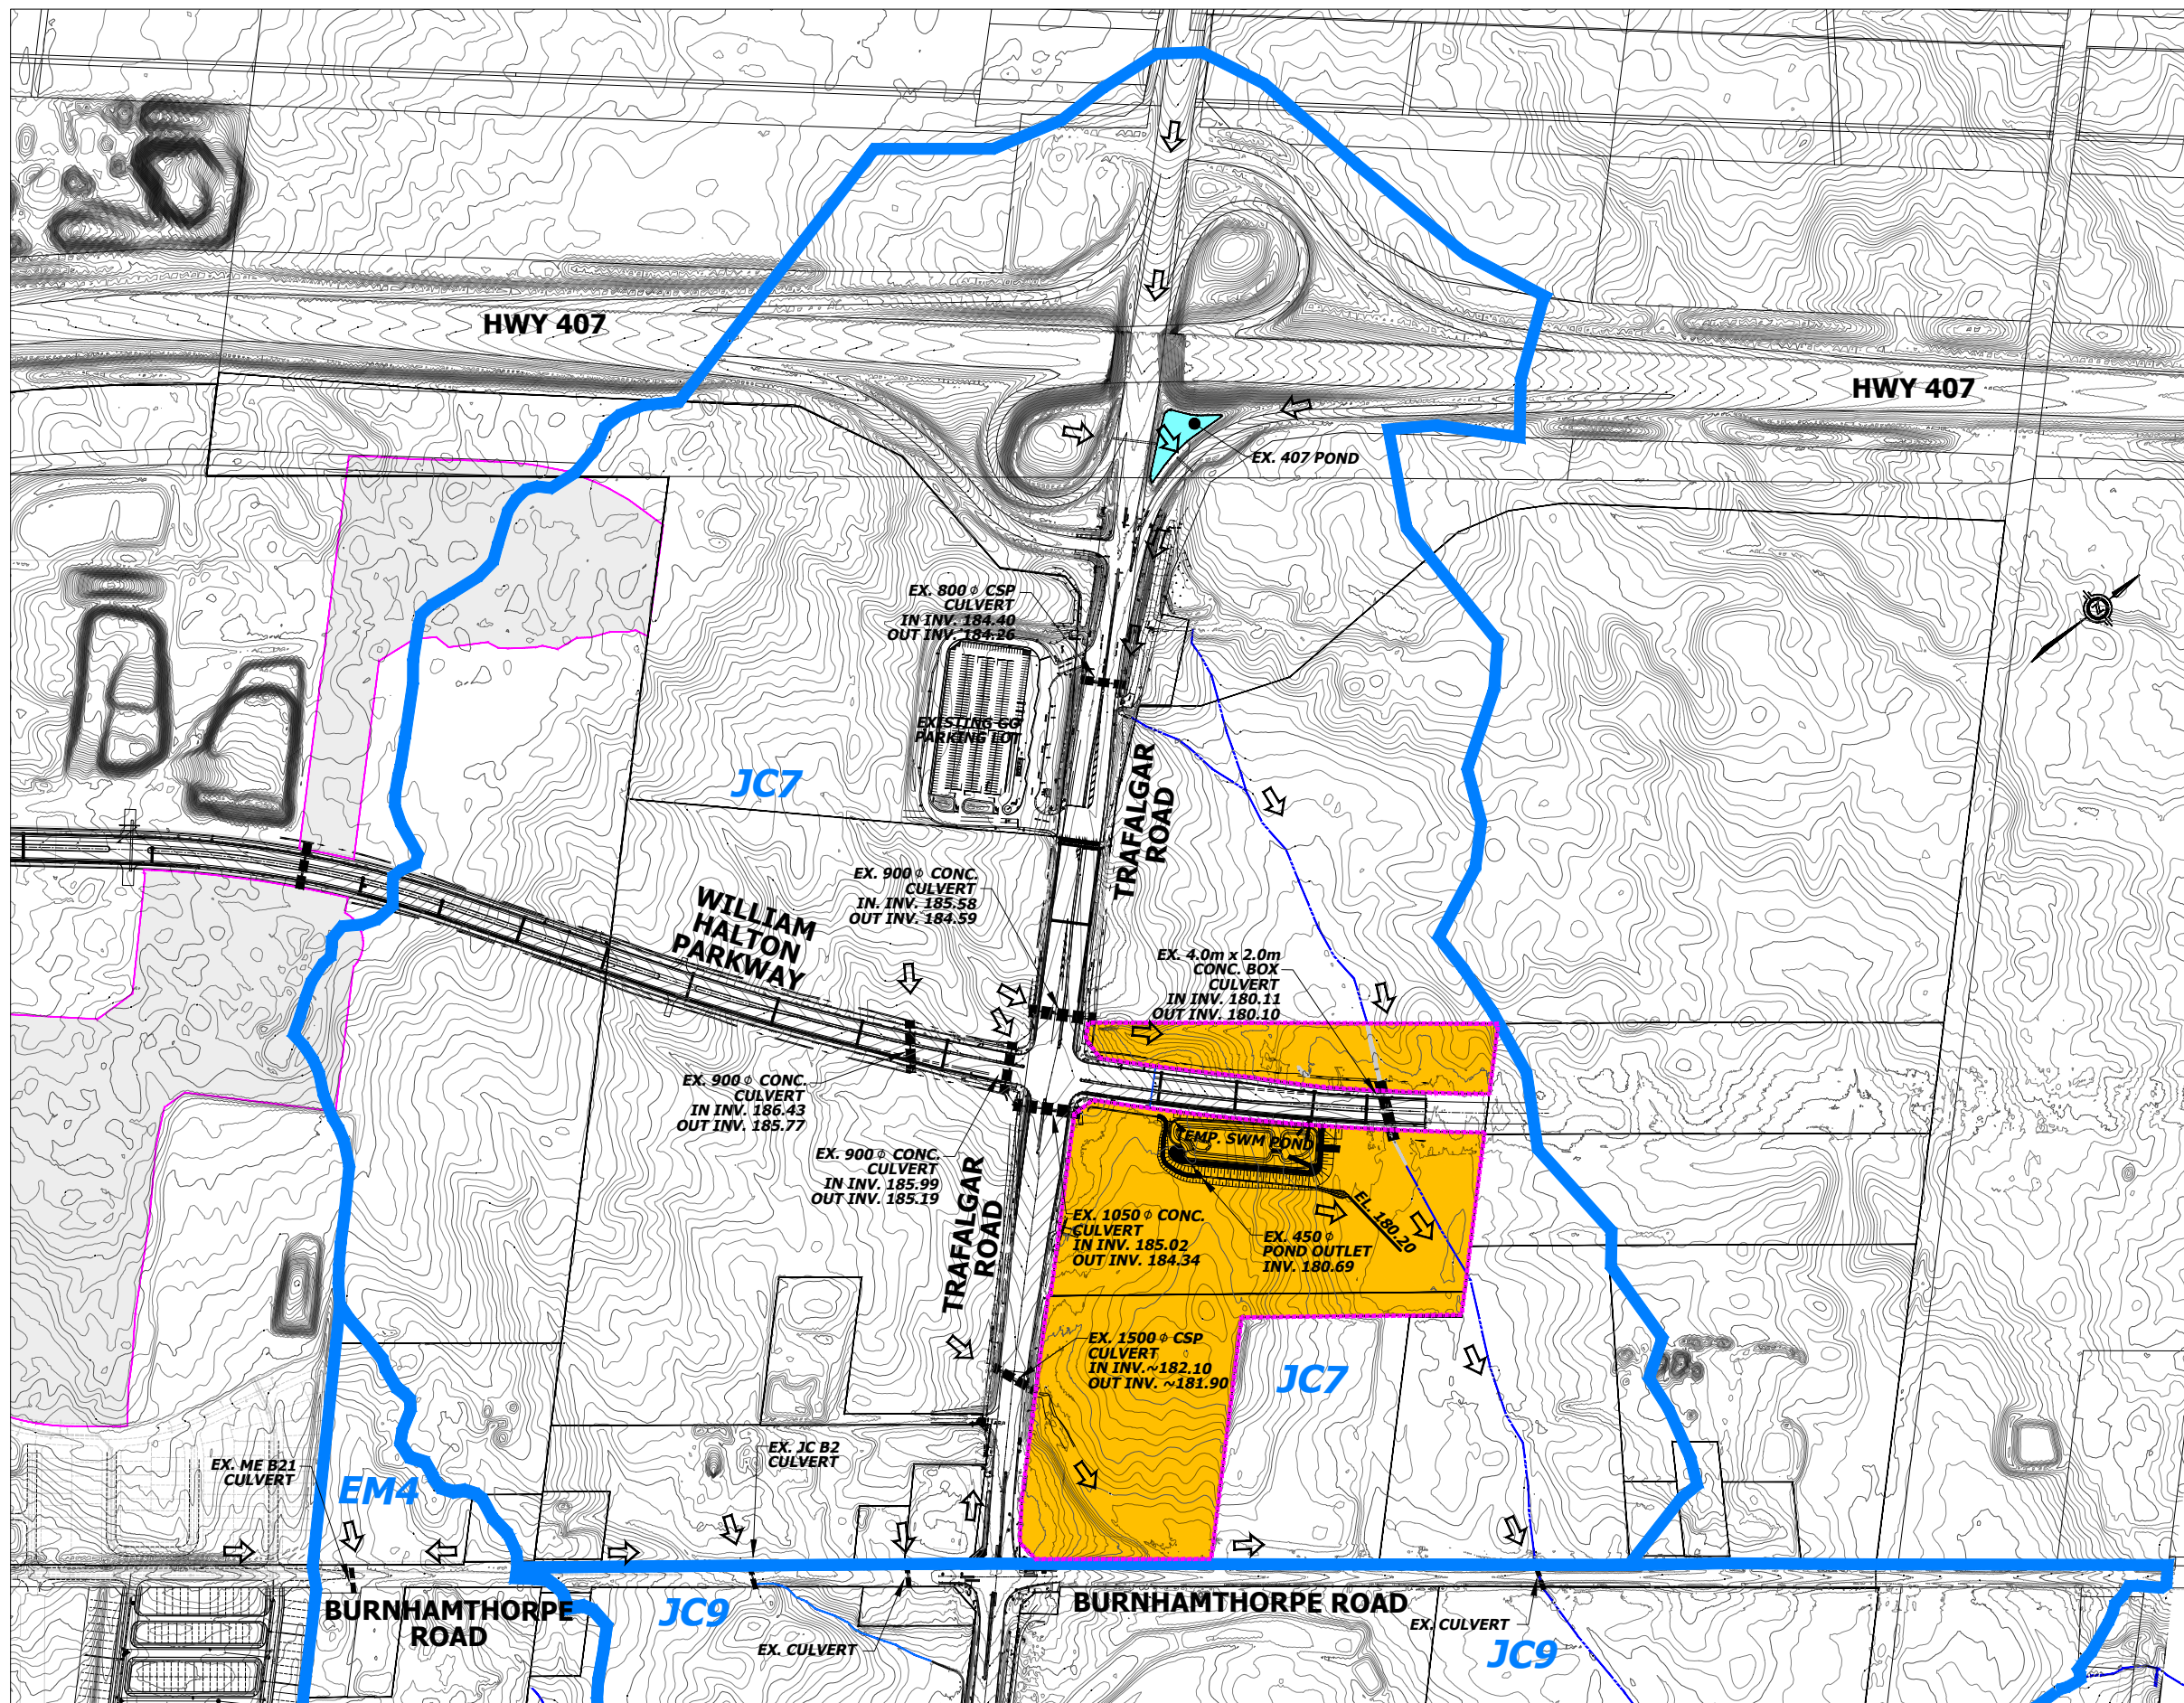 HWY 407
HWY 407
EX. 407 POND
EX. 800 ⌀ CSP
CULVERT
IN INV. 184.40
OUT INV. 184.26
EXISTING GO
PARKING LOT
JC7
TRAFALGAR
ROAD
EX. 900 ⌀ CONC.
CULVERT
IN. INV. 185.58
OUT INV. 184.59
WILLIAM
HALTON
PARKWAY
EX. 4.0m x 2.0m
CONC. BOX
CULVERT
IN INV. 180.11
OUT INV. 180.10
EX. 900 ⌀ CONC.
CULVERT
IN INV. 186.43
OUT INV. 185.77
TEMP. SWM POND
EX. 900 ⌀ CONC.
CULVERT
IN INV. 185.99
OUT INV. 185.19
TRAFALGAR
ROAD
EX. 1050 ⌀ CONC.
CULVERT
IN INV. 185.02
OUT INV. 184.34
EX. 450 ⌀
POND OUTLET
INV. 180.69
EL. 180.20
EX. 1500 ⌀ CSP
CULVERT
IN INV.~182.10
OUT INV. ~181.90
JC7
EX. JC B2
CULVERT
EX. ME B21
CULVERT
EM4
BURNHAMTHORPE
ROAD
JC9
BURNHAMTHORPE ROAD
EX. CULVERT
EX. CULVERT
JC9